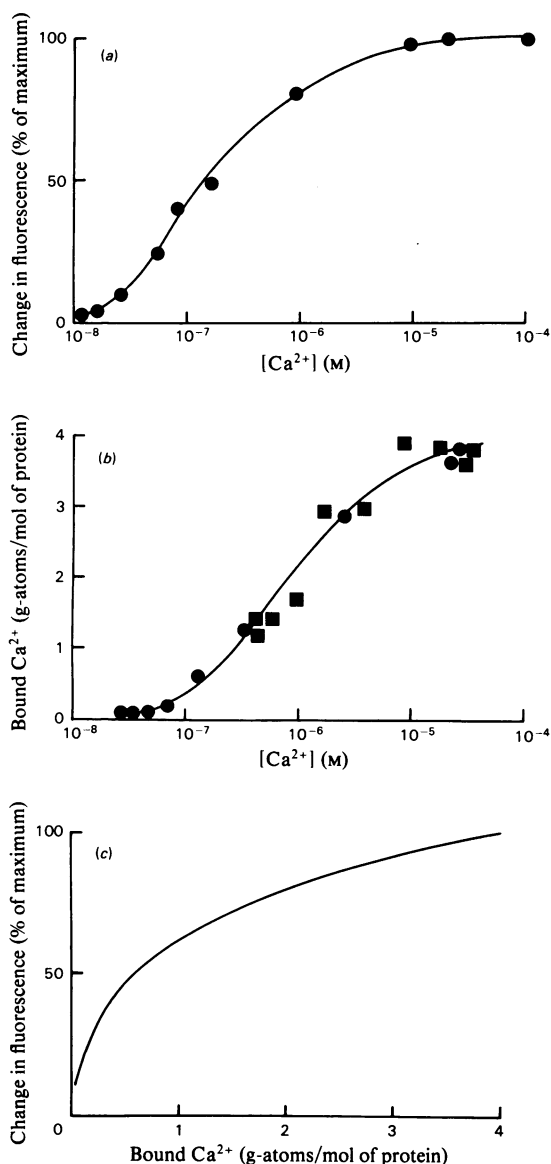 (a)
Change in fluorescence (% of maximum)
100
50
0
10⁻⁸ 10⁻⁷ 10⁻⁶ 10⁻⁵ 10⁻⁴
[Ca²⁺] (M)
(b)
Bound Ca²⁺ (g-atoms/mol of protein)
4
3
2
1
0
10⁻⁸ 10⁻⁷ 10⁻⁶ 10⁻⁵ 10⁻⁴
[Ca²⁺] (M)
(c)
Change in fluorescence (% of maximum)
100
50
0 1 2 3 4
Bound Ca²⁺ (g-atoms/mol of protein)